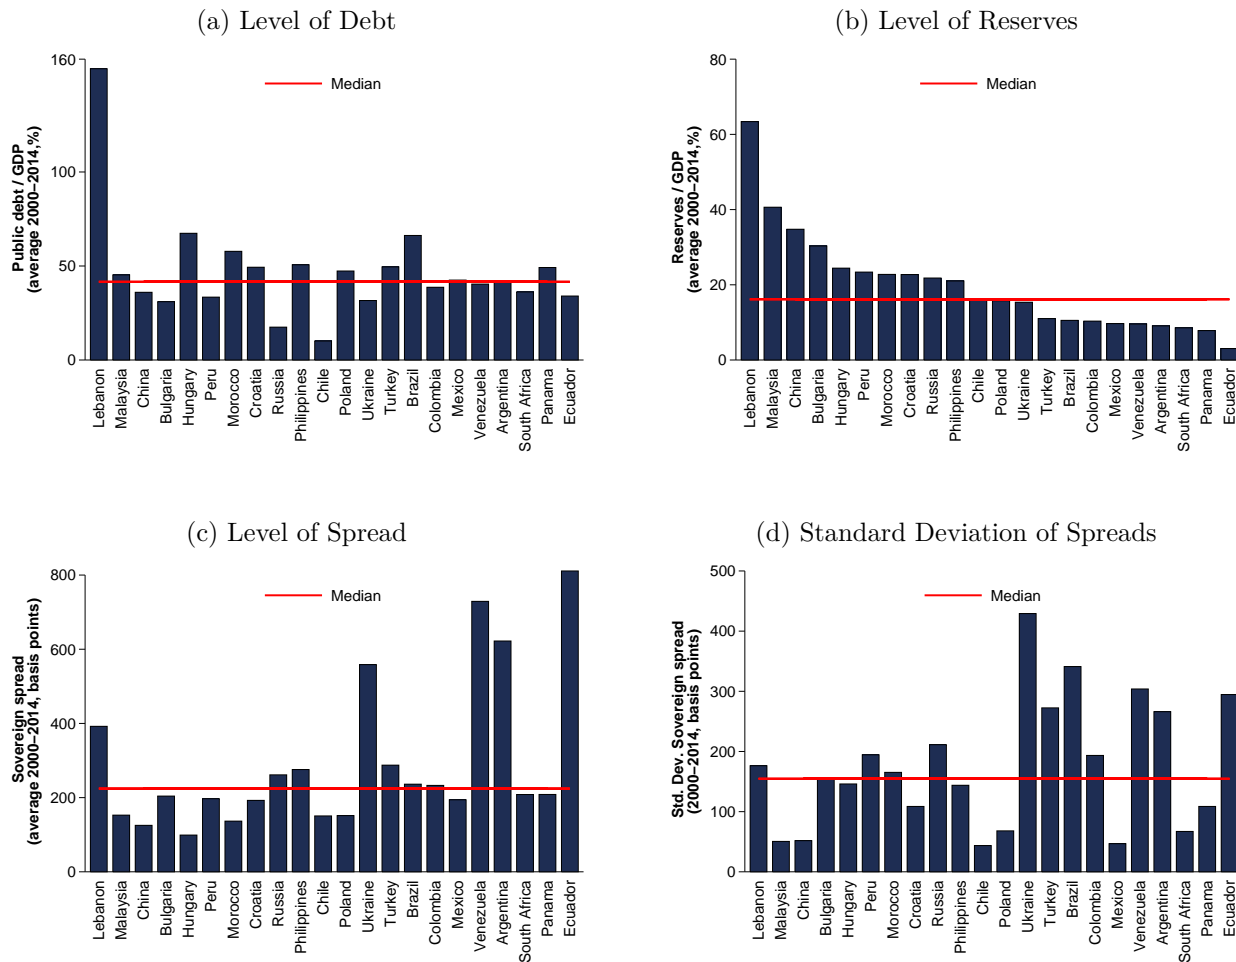 (a) Level of Debt
160
100
50
0
Public debt / GDP
(average 2000–2014,%)
Median
Lebanon
Malaysia
China
Bulgaria
Hungary
Peru
Morocco
Croatia
Russia
Philippines
Chile
Poland
Ukraine
Turkey
Brazil
Colombia
Mexico
Venezuela
Argentina
South Africa
Panama
Ecuador
(b) Level of Reserves
80
60
40
20
0
Reserves / GDP
(average 2000–2014,%)
Median
Lebanon
Malaysia
China
Bulgaria
Hungary
Peru
Morocco
Croatia
Russia
Philippines
Chile
Poland
Ukraine
Turkey
Brazil
Colombia
Mexico
Venezuela
Argentina
South Africa
Panama
Ecuador
(c) Level of Spread
800
600
400
200
0
Sovereign spread
(average 2000–2014, basis points)
Median
Lebanon
Malaysia
China
Bulgaria
Hungary
Peru
Morocco
Croatia
Russia
Philippines
Chile
Poland
Ukraine
Turkey
Brazil
Colombia
Mexico
Venezuela
Argentina
South Africa
Panama
Ecuador
(d) Standard Deviation of Spreads
500
400
300
200
100
0
Std. Dev. Sovereign spread
(2000–2014, basis points)
Median
Lebanon
Malaysia
China
Bulgaria
Hungary
Peru
Morocco
Croatia
Russia
Philippines
Chile
Poland
Ukraine
Turkey
Brazil
Colombia
Mexico
Venezuela
Argentina
South Africa
Panama
Ecuador